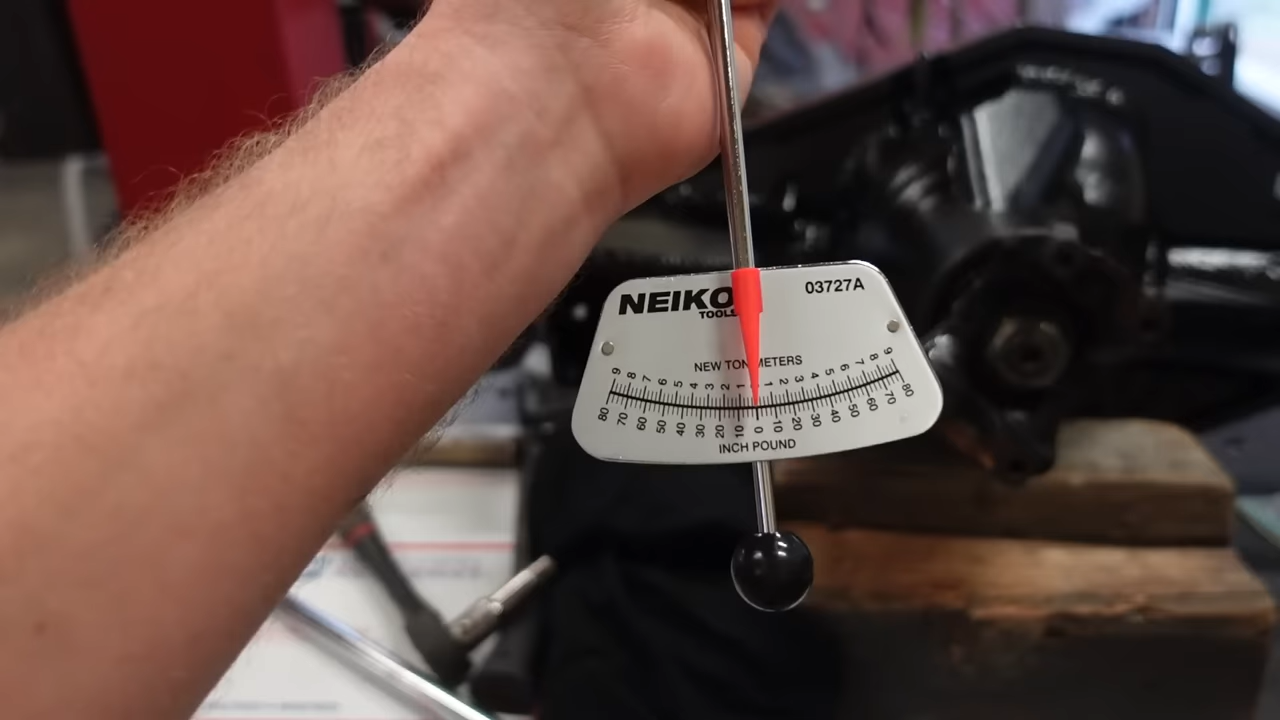 NEIKO
TOOLS
03727A
NEWTON METERS
9 8 7 6 5 4 3 2 1 1 2 3 4 5 6 7 8 9
80 70 60 50 40 30 20 10 0 10 20 30 40 50 60 70 80
INCH POUND